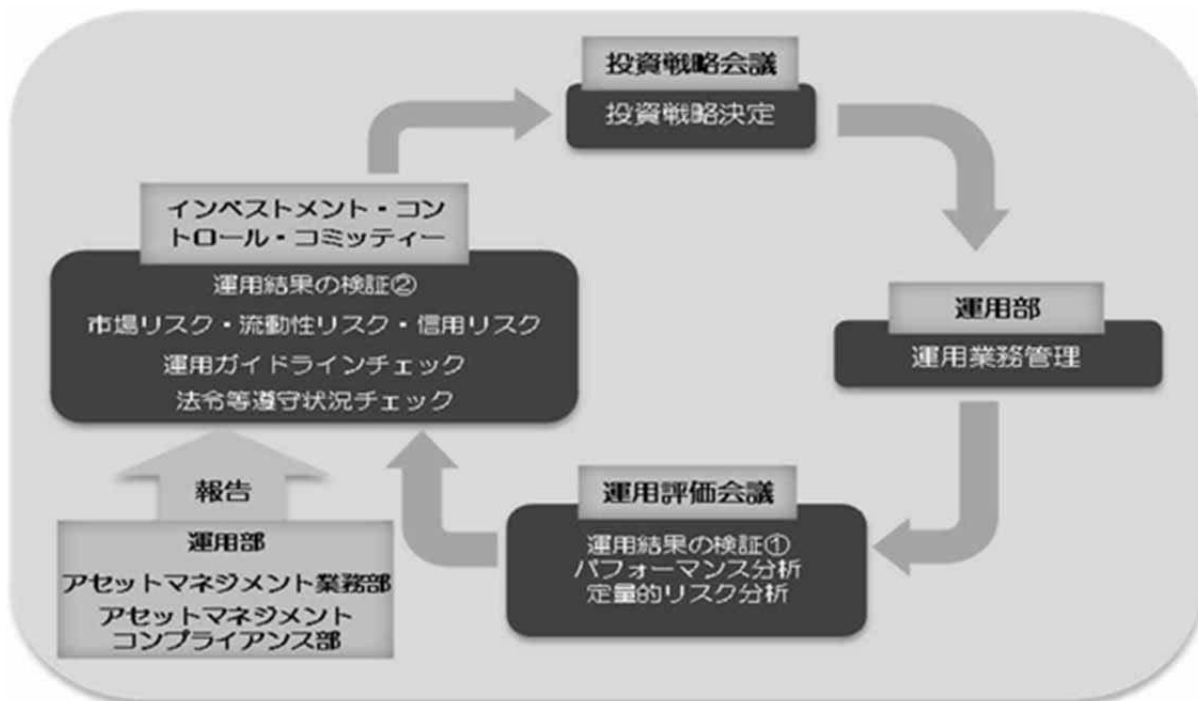 投資戦略会議
投資戦略決定
インベストメント・コン
トロール・コミッティー
運用結果の検証②
市場リスク・流動性リスク・信用リスク
運用ガイドラインチェック
法令等遵守状況チェック
運用部
運用業務管理
運用評価会議
運用結果の検証①
パフォーマンス分析
定量的リスク分析
報告
運用部
アセットマネジメント業務部
アセットマネジメント
コンプライアンス部